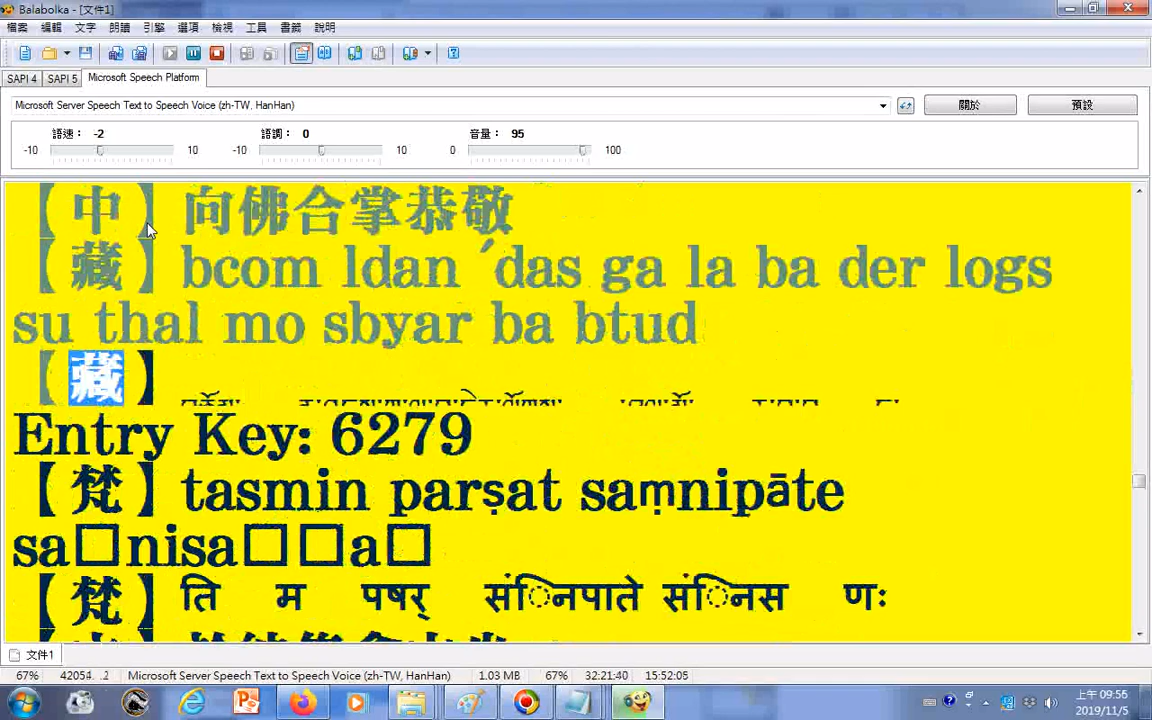 Balabolka - [文件1]
檔案 編輯 文字 朗讀 引擎 選項 檢視 工具 書籤 說明
SAPI 4 SAPI 5 Microsoft Speech Platform
Microsoft Server Speech Text to Speech Voice (zh-TW, HanHan)
關於 預設
語速： -2 語調： 0 音量： 95
-10 10 -10 10 0 100
【中】向佛合掌恭敬
【藏】bcom ldan ´das ga la ba der logs
su thal mo sbyar ba btud
【藏】
Entry Key: 6279
【梵】tasmin parṣat saṃnipāte
sa□nisa□□a□
【梵】ति म पषर् संिनपाते संिनस णः
文件1
67% 42054. .2 Microsoft Server Speech Text to Speech Voice (zh-TW, HanHan) 1.03 MB 67% 32:21:40 15:52:05
上午 09:56
2019/11/5